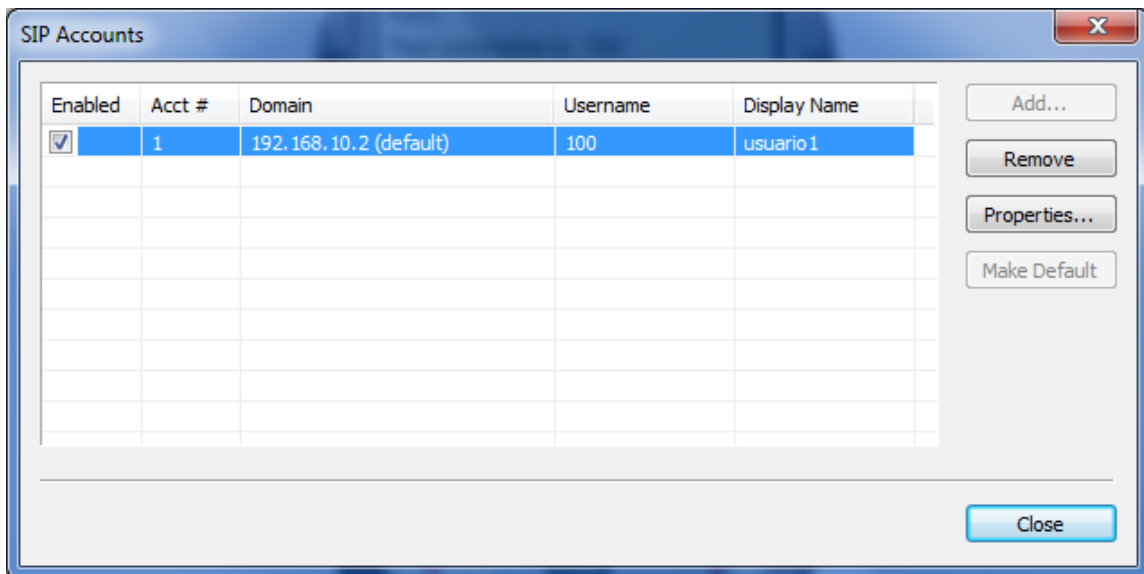 SIP Accounts
Enabled Acct # Domain Username Display Name
1 192.168.10.2 (default) 100 usuario1
Add...
Remove
Properties...
Make Default
Close